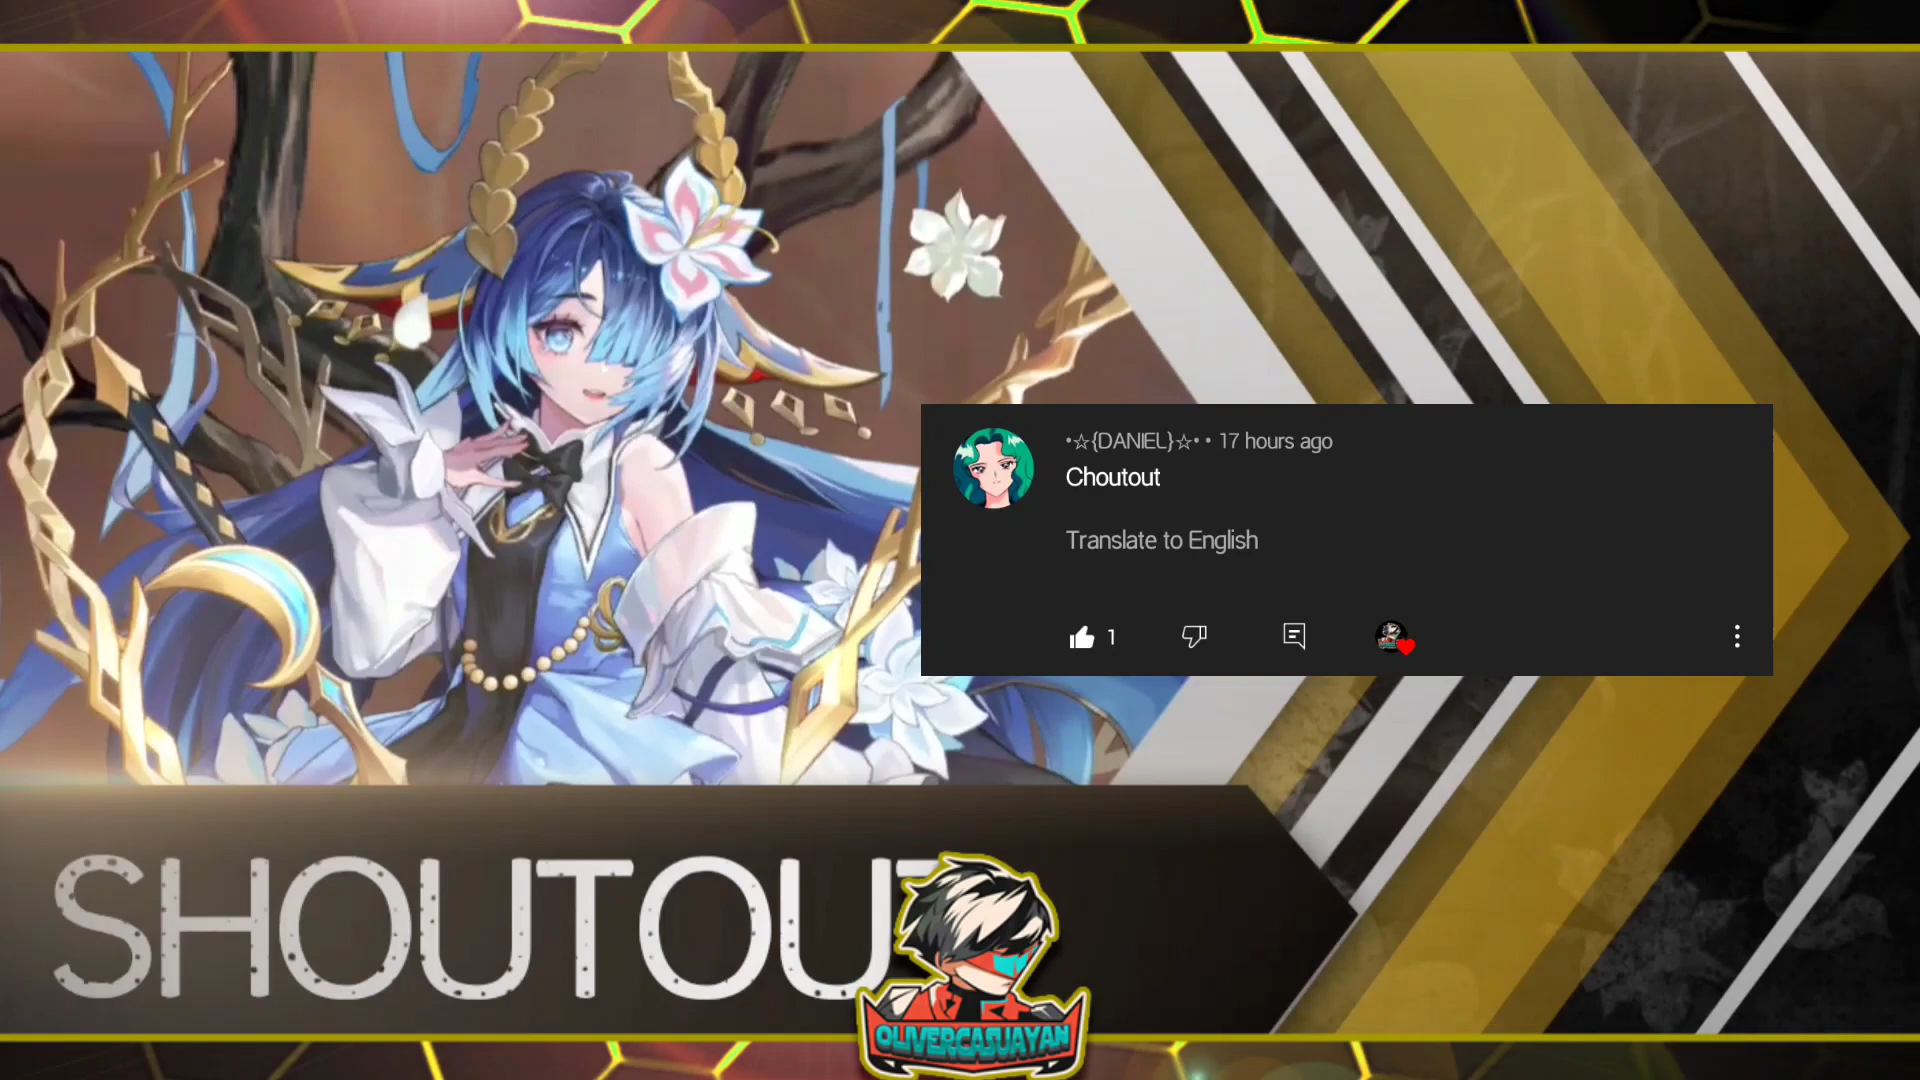 •☆{DANIEL}☆• • 17 hours ago
Choutout
Translate to English
1
SHOUTOUT
OLIVERCASUAYAN